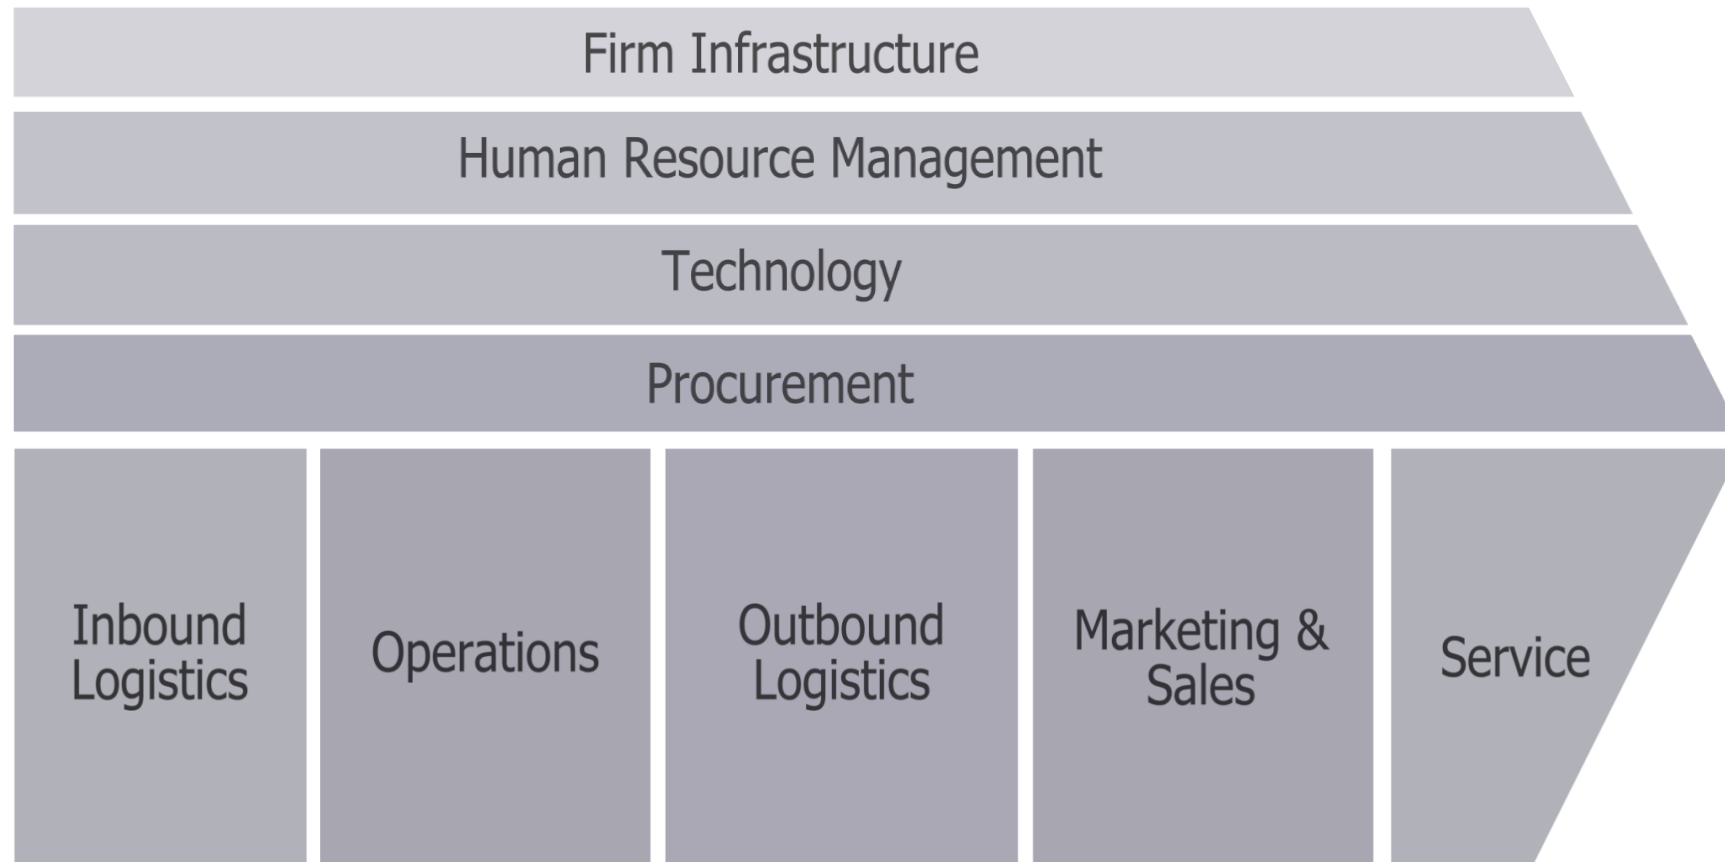 Firm Infrastructure
Human Resource Management
Technology
Procurement
Inbound
Logistics
Operations
Outbound
Logistics
Marketing &
Sales
Service